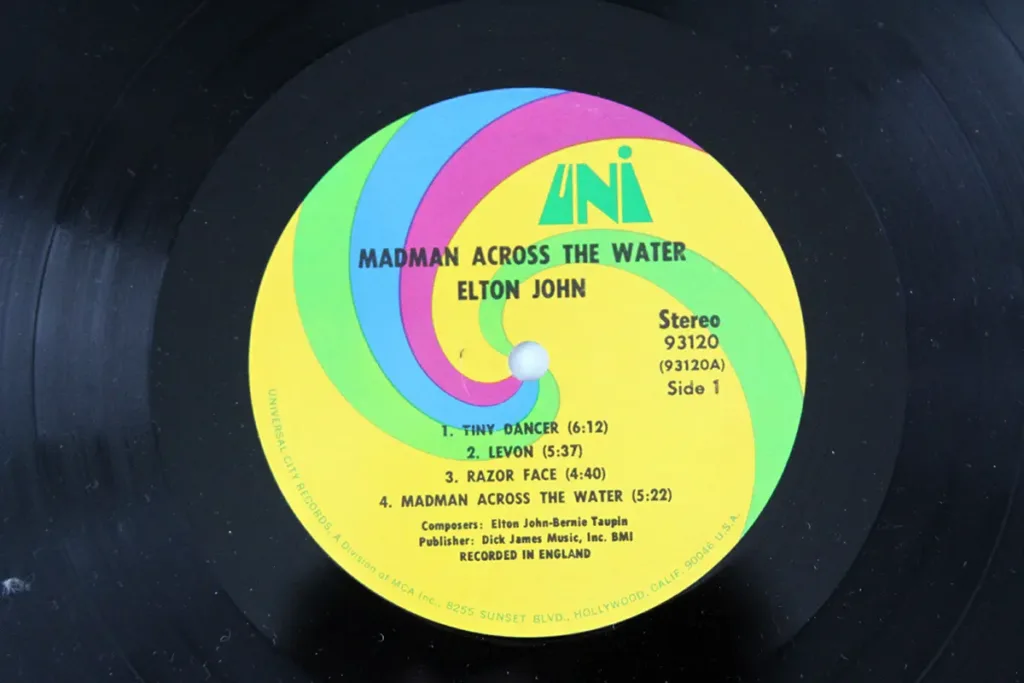 UNI
MADMAN ACROSS THE WATER
ELTON JOHN
Stereo
93120
(93120A)
Side 1
1. TINY DANCER (6:12)
2. LEVON (5:37)
3. RAZOR FACE (4:40)
4. MADMAN ACROSS THE WATER (5:22)
Composers: Elton John-Bernie Taupin
Publisher: Dick James Music, Inc. BMI
RECORDED IN ENGLAND
UNIVERSAL CITY RECORDS, A Division of MCA Inc., 8255 SUNSET BLVD., HOLLYWOOD, CALIF. 90046 U.S.A.